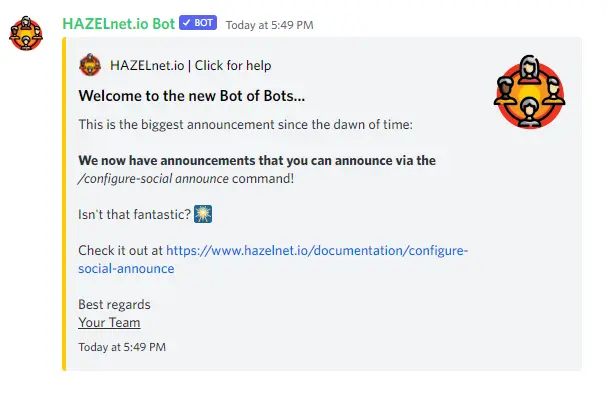 HAZELnet.io Bot ✓ BOT Today at 5:49 PM
HAZELnet.io | Click for help
Welcome to the new Bot of Bots...
This is the biggest announcement since the dawn of time:
We now have announcements that you can announce via the
/configure-social announce command!
Isn't that fantastic?
Check it out at https://www.hazelnet.io/documentation/configure-
social-announce
Best regards
Your Team
Today at 5:49 PM